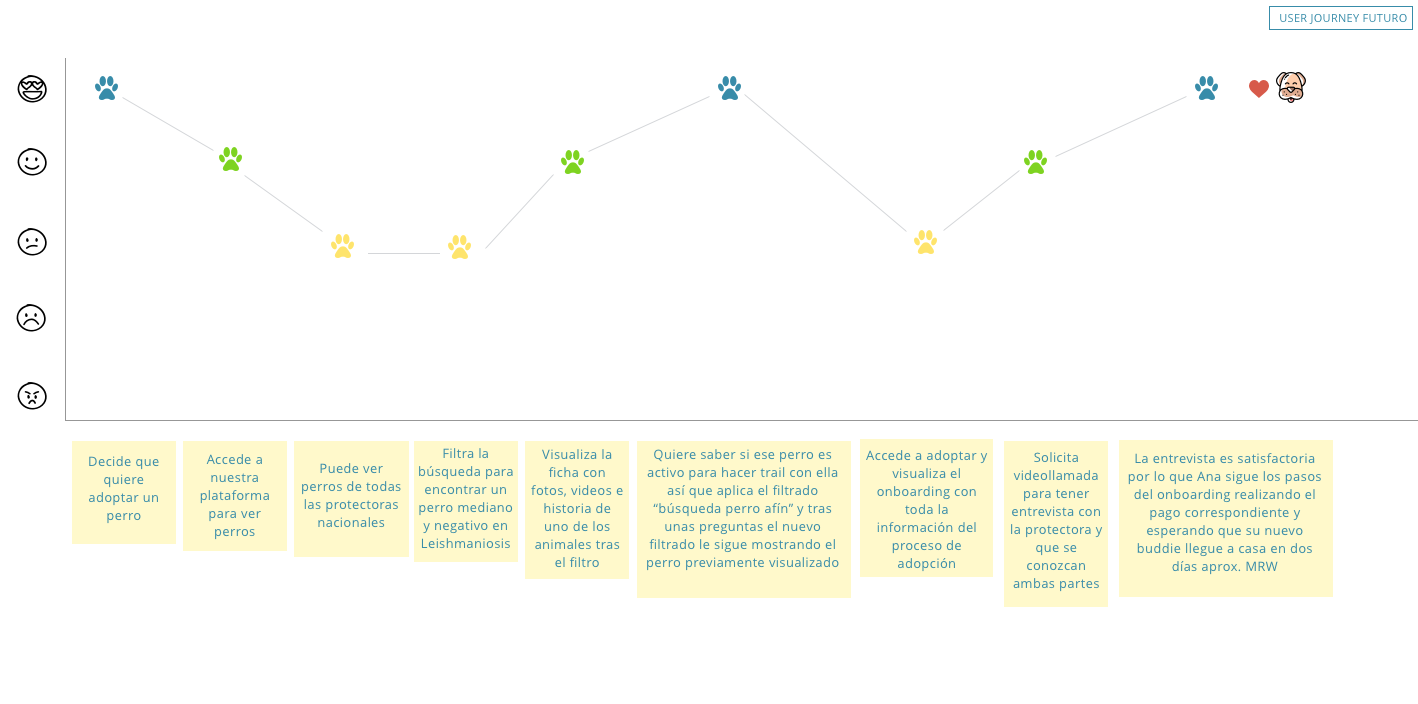 USER JOURNEY FUTURO
Decide que
quiere
adoptar un
perro
Accede a
nuestra
plataforma
para ver
perros
Puede ver
perros de todas
las protectoras
nacionales
Filtra la
búsqueda para
encontrar un
perro mediano
y negativo en
Leishmaniosis
Visualiza la
ficha con
fotos, videos e
historia de
uno de los
animales tras
el filtro
Quiere saber si ese perro es
activo para hacer trail con ella
así que aplica el filtrado
“búsqueda perro afín” y tras
unas preguntas el nuevo
filtrado le sigue mostrando el
perro previamente visualizado
Accede a adoptar y
visualiza el
onboarding con
toda la
información del
proceso de
adopción
Solicita
videollamada
para tener
entrevista con
la protectora y
que se
conozcan
ambas partes
La entrevista es satisfactoria
por lo que Ana sigue los pasos
del onboarding realizando el
pago correspondiente y
esperando que su nuevo
buddie llegue a casa en dos
días aprox. MRW